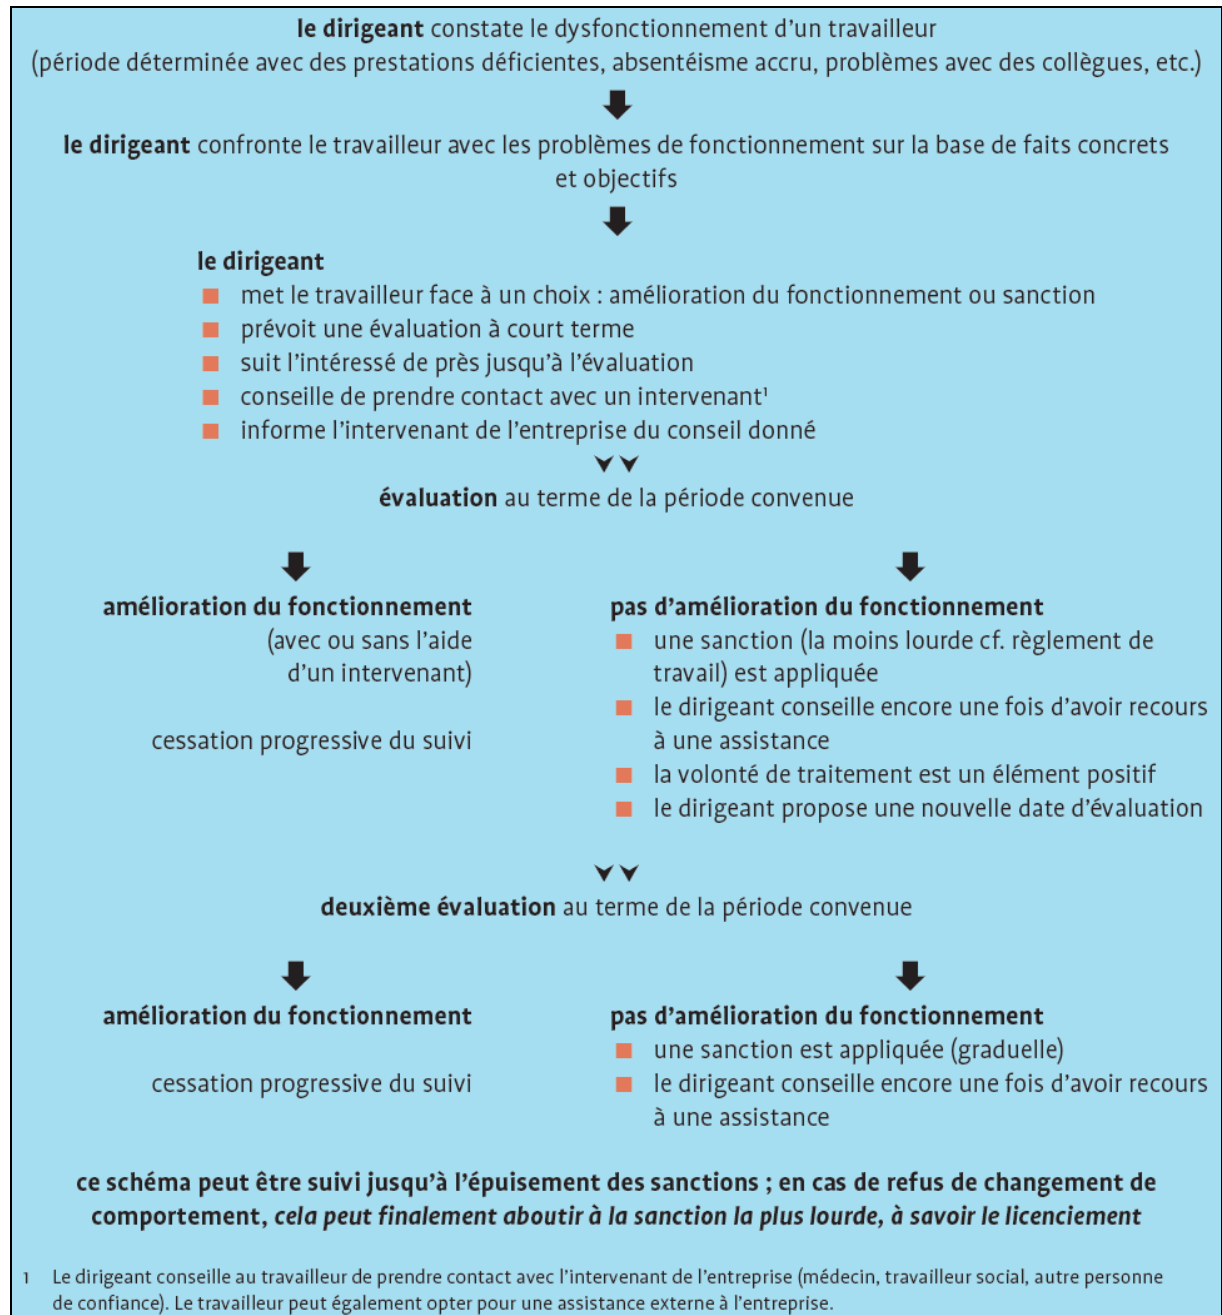 le dirigeant constate le dysfonctionnement d’un travailleur
(période déterminée avec des prestations déficientes, absentéisme accru, problèmes avec des collègues, etc.)
le dirigeant confronte le travailleur avec les problèmes de fonctionnement sur la base de faits concrets
et objectifs
le dirigeant
met le travailleur face à un choix : amélioration du fonctionnement ou sanction
prévoit une évaluation à court terme
suit l’intéressé de près jusqu’à l’évaluation
conseille de prendre contact avec un intervenant¹
informe l’intervenant de l’entreprise du conseil donné
évaluation au terme de la période convenue
amélioration du fonctionnement
(avec ou sans l’aide
d’un intervenant)
cessation progressive du suivi
pas d’amélioration du fonctionnement
une sanction (la moins lourde cf. règlement de
travail) est appliquée
le dirigeant conseille encore une fois d’avoir recours
à une assistance
la volonté de traitement est un élément positif
le dirigeant propose une nouvelle date d’évaluation
deuxième évaluation au terme de la période convenue
amélioration du fonctionnement
cessation progressive du suivi
pas d’amélioration du fonctionnement
une sanction est appliquée (graduelle)
le dirigeant conseille encore une fois d’avoir recours
à une assistance
ce schéma peut être suivi jusqu’à l’épuisement des sanctions ; en cas de refus de changement de
comportement, cela peut finalement aboutir à la sanction la plus lourde, à savoir le licenciement
1 Le dirigeant conseille au travailleur de prendre contact avec l’intervenant de l’entreprise (médecin, travailleur social, autre personne
de confiance). Le travailleur peut également opter pour une assistance externe à l’entreprise.